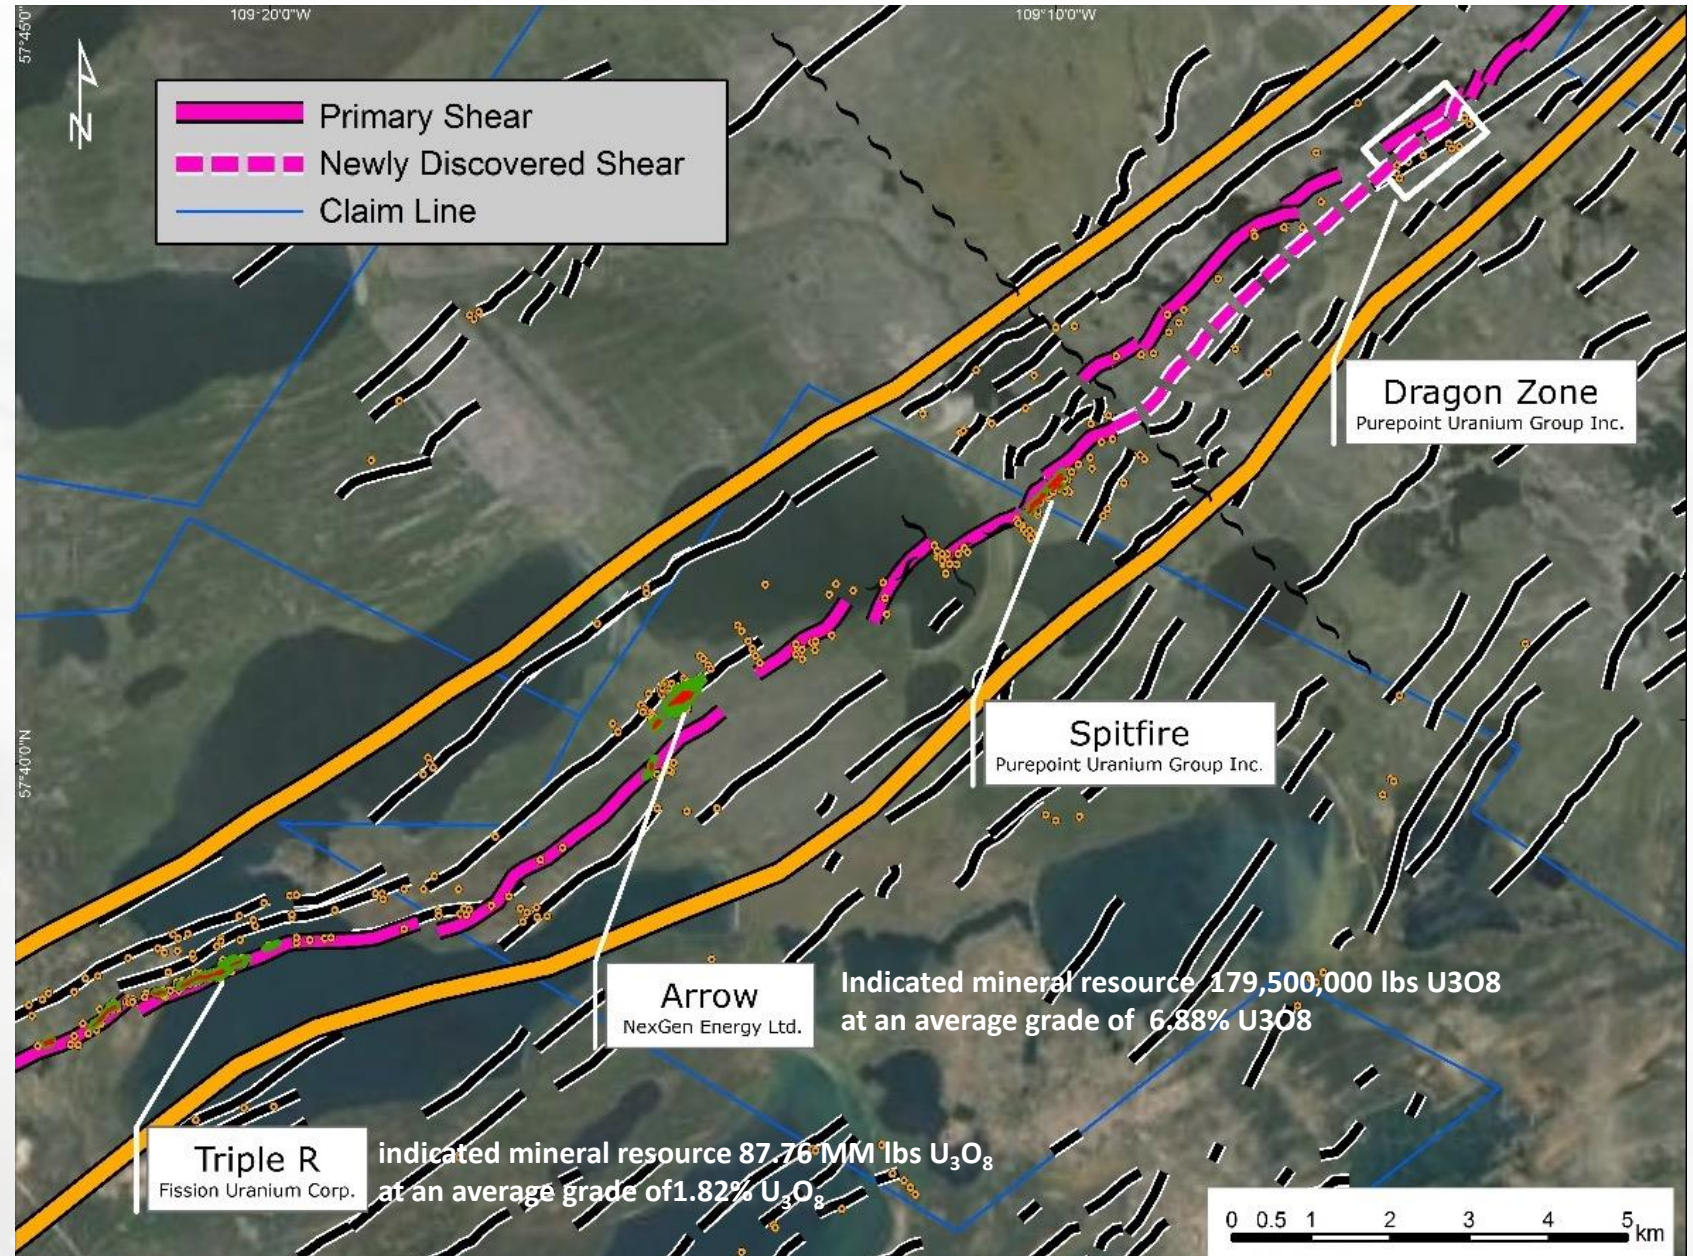 109°20'0"W
109°10'0"W
57°45'0"
N
Primary Shear
Newly Discovered Shear
Claim Line
Dragon Zone
Purepoint Uranium Group Inc.
Spitfire
Purepoint Uranium Group Inc.
57°40'0"N
Arrow
NexGen Energy Ltd.
Indicated mineral resource 179,500,000 lbs U3O8
at an average grade of 6.88% U3O8
Triple R
Fission Uranium Corp.
indicated mineral resource 87.76 MM lbs U₃O₈
at an average grade of1.82% U₃O₈
0 0.5 1 2 3 4 5 km